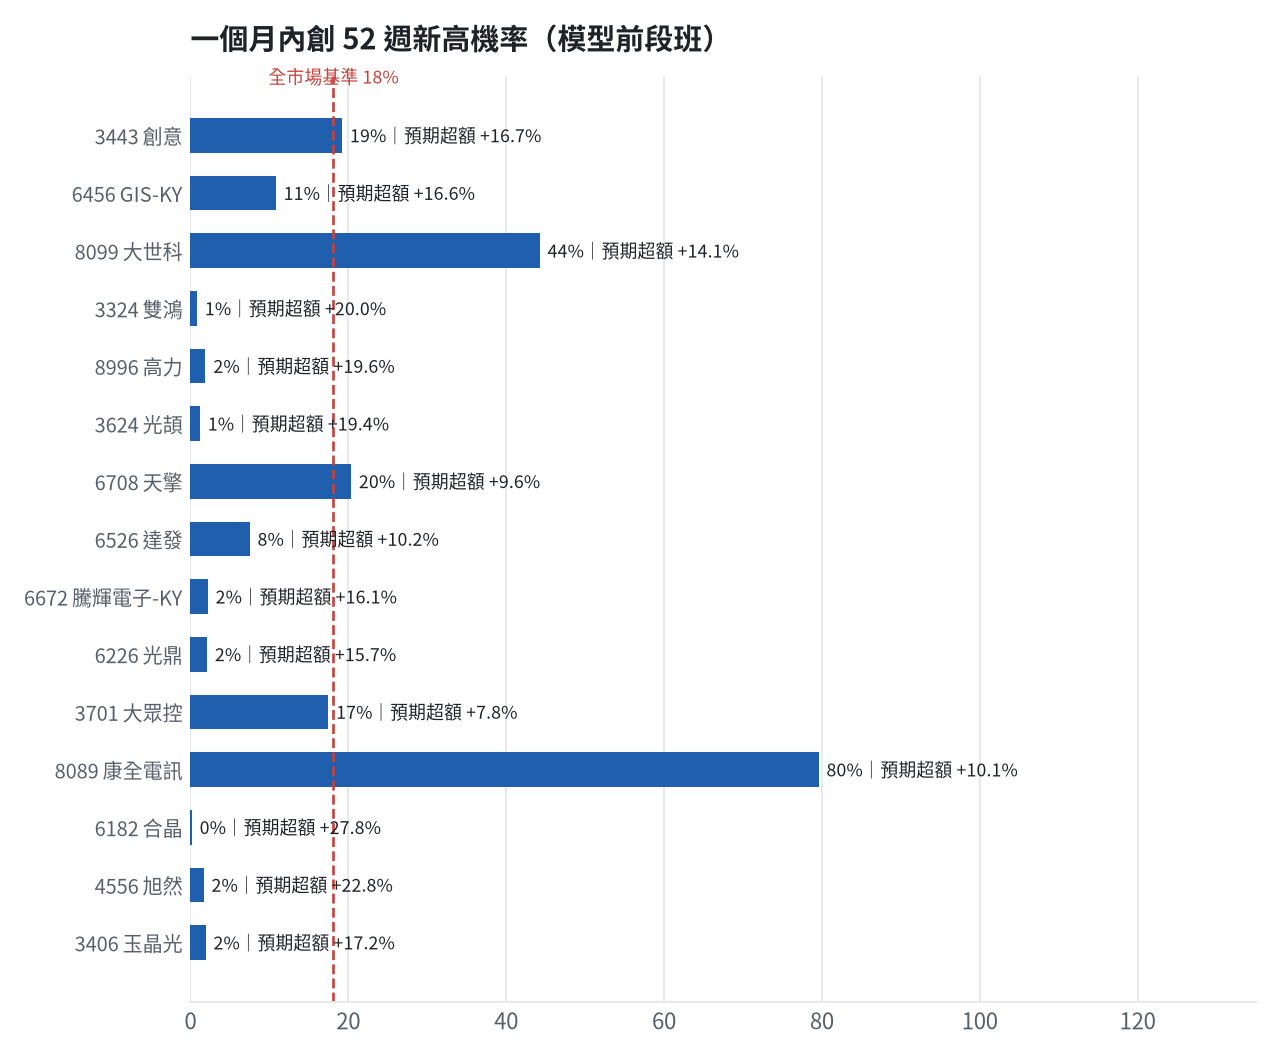 一個月內創 52 週新高機率（模型前段班）
全市場基準 18%
3443 創意 19%｜預期超額 +16.7%
6456 GIS-KY 11%｜預期超額 +16.6%
8099 大世科 44%｜預期超額 +14.1%
3324 雙鴻 1%｜預期超額 +20.0%
8996 高力 2%｜預期超額 +19.6%
3624 光頡 1%｜預期超額 +19.4%
6708 天擎 20%｜預期超額 +9.6%
6526 達發 8%｜預期超額 +10.2%
6672 騰輝電子-KY 2%｜預期超額 +16.1%
6226 光鼎 2%｜預期超額 +15.7%
3701 大眾控 17%｜預期超額 +7.8%
8089 康全電訊 80%｜預期超額 +10.1%
6182 合晶 0%｜預期超額 +27.8%
4556 旭然 2%｜預期超額 +22.8%
3406 玉晶光 2%｜預期超額 +17.2%
0 20 40 60 80 100 120